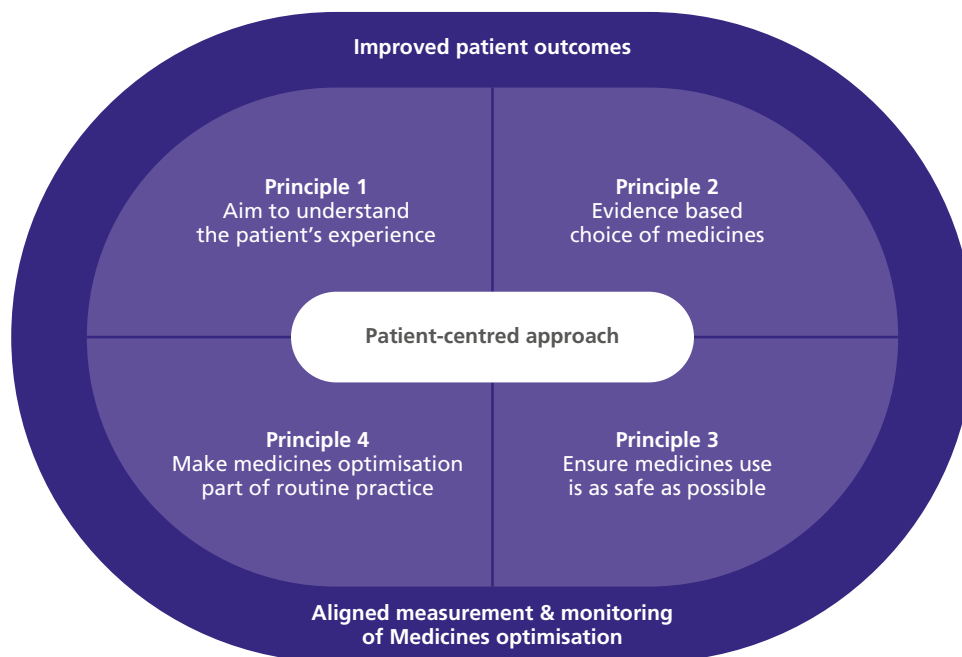 Improved patient outcomes
Principle 1
Aim to understand
the patient's experience
Principle 2
Evidence based
choice of medicines
Patient-centred approach
Principle 4
Make medicines optimisation
part of routine practice
Principle 3
Ensure medicines use
is as safe as possible
Aligned measurement & monitoring
of Medicines optimisation